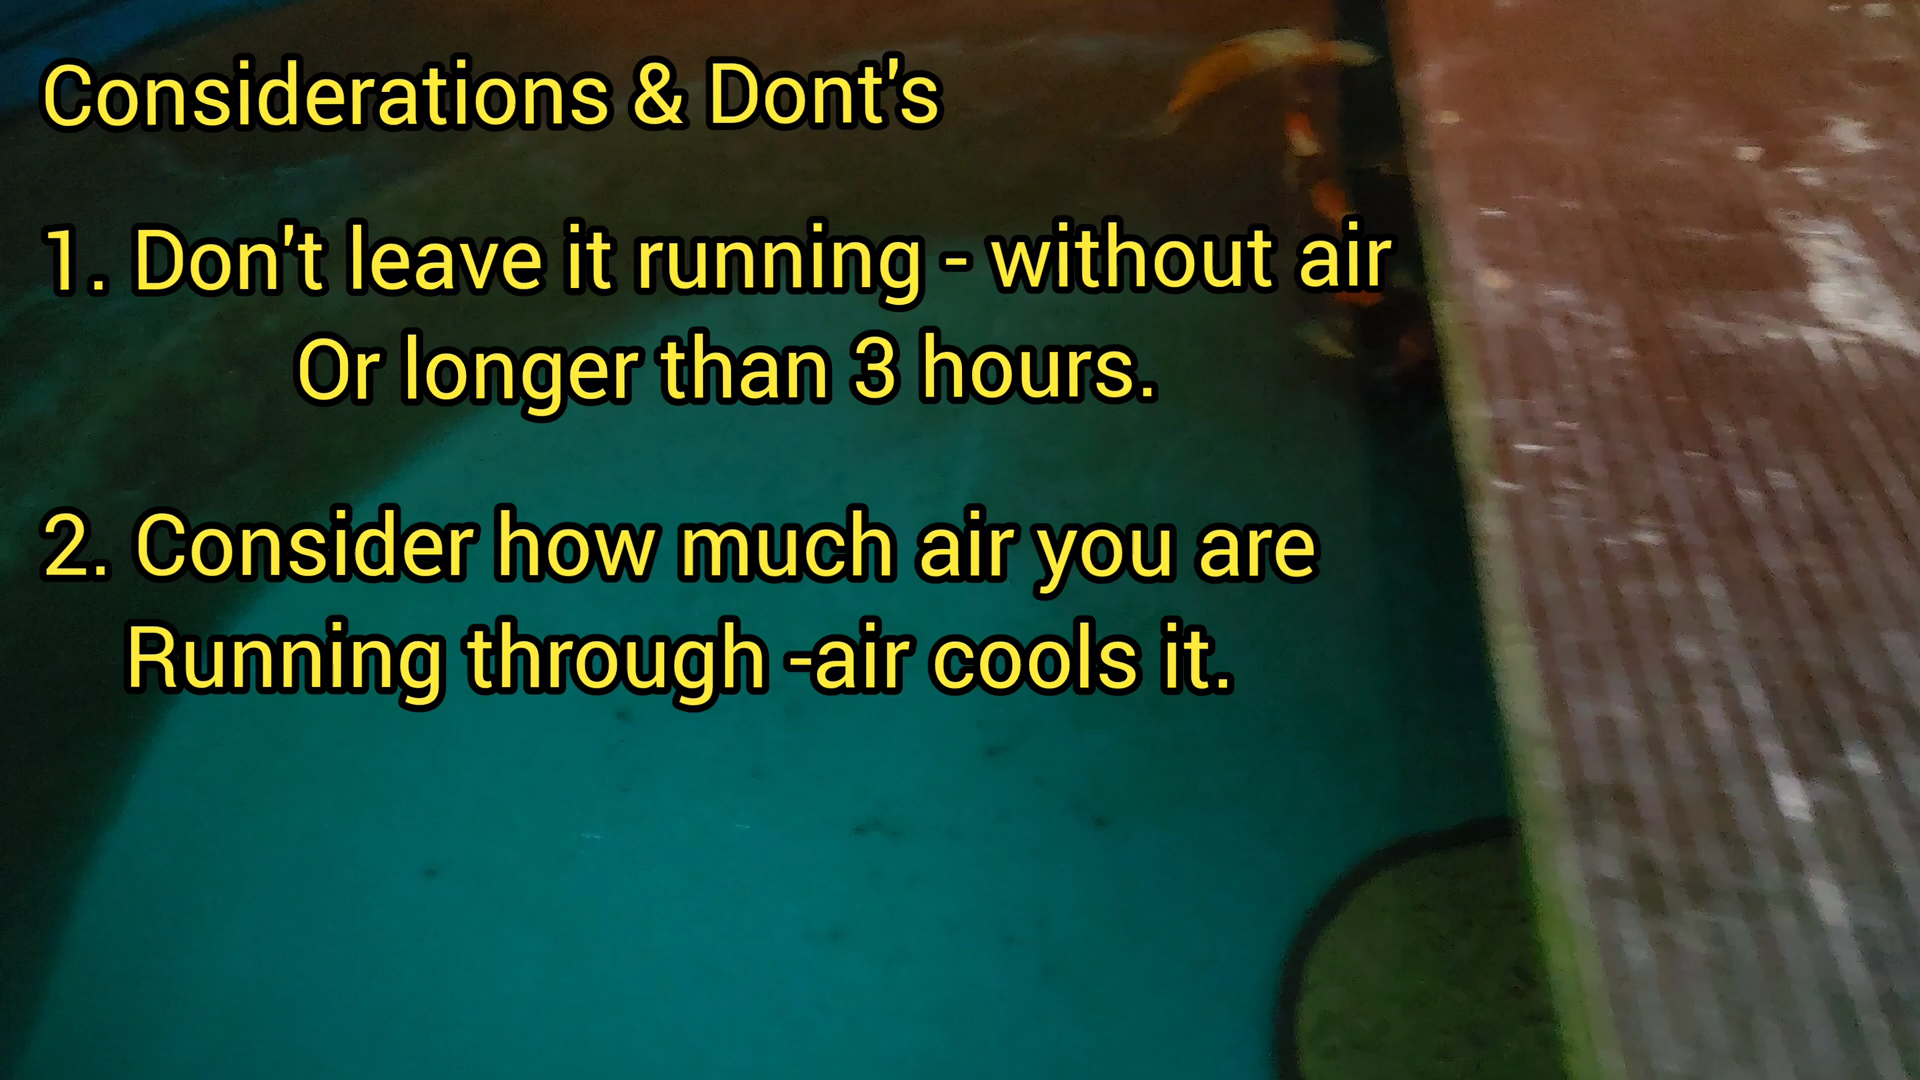 Considerations & Dont's
1. Don't leave it running - without air
Or longer than 3 hours.
2. Consider how much air you are
Running through -air cools it.